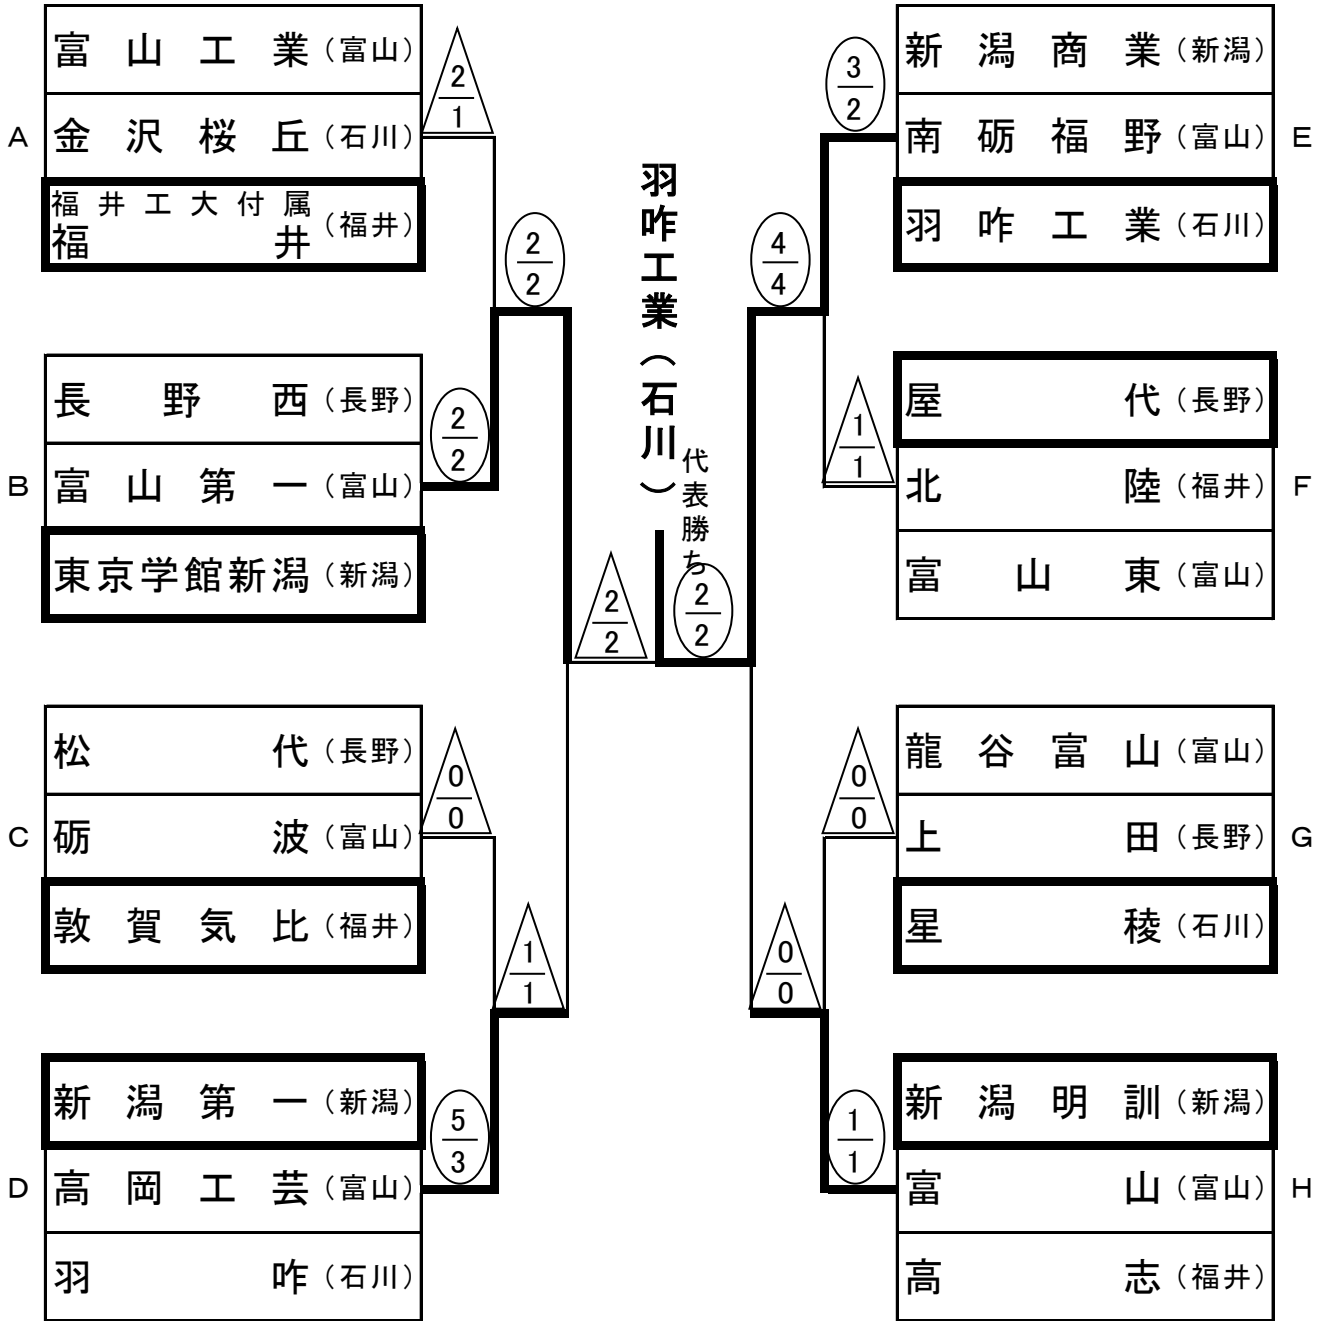 富山工業（富山）
A
金沢桜丘（石川）
福井工大付属
福井（福井）
2
1
2
2
長野西（長野）
B
富山第一（富山）
東京学館新潟（新潟）
2
2
松代（長野）
C
砺波（富山）
敦賀気比（福井）
0
0
1
1
新潟第一（新潟）
D
高岡工芸（富山）
羽咋（石川）
5
3
2
2
羽咋工業（石川）
代表勝ち
2
2
3
2
新潟商業（新潟）
南砺福野（富山）
E
羽咋工業（石川）
4
4
屋代（長野）
1
1
北陸（福井）
F
富山東（富山）
龍谷富山（富山）
0
0
上田（長野）
G
星稜（石川）
0
0
新潟明訓（新潟）
1
1
富山（富山）
H
高志（福井）